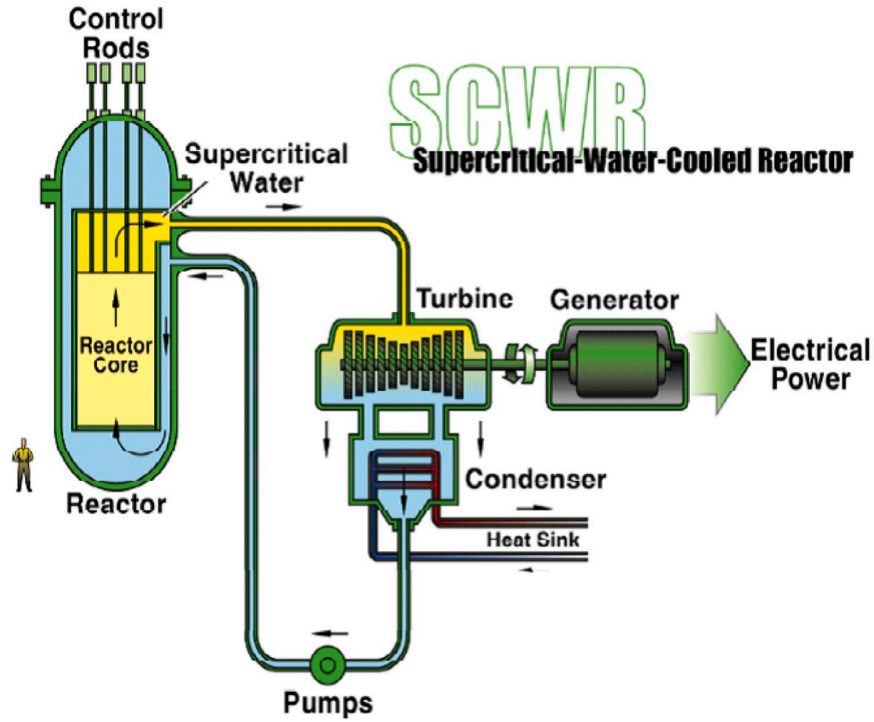 Control
Rods
SCWR
Supercritical-Water-Cooled Reactor
Supercritical
Water
Turbine
Generator
Electrical
Power
Reactor
Core
Reactor
Condenser
Heat Sink
Pumps